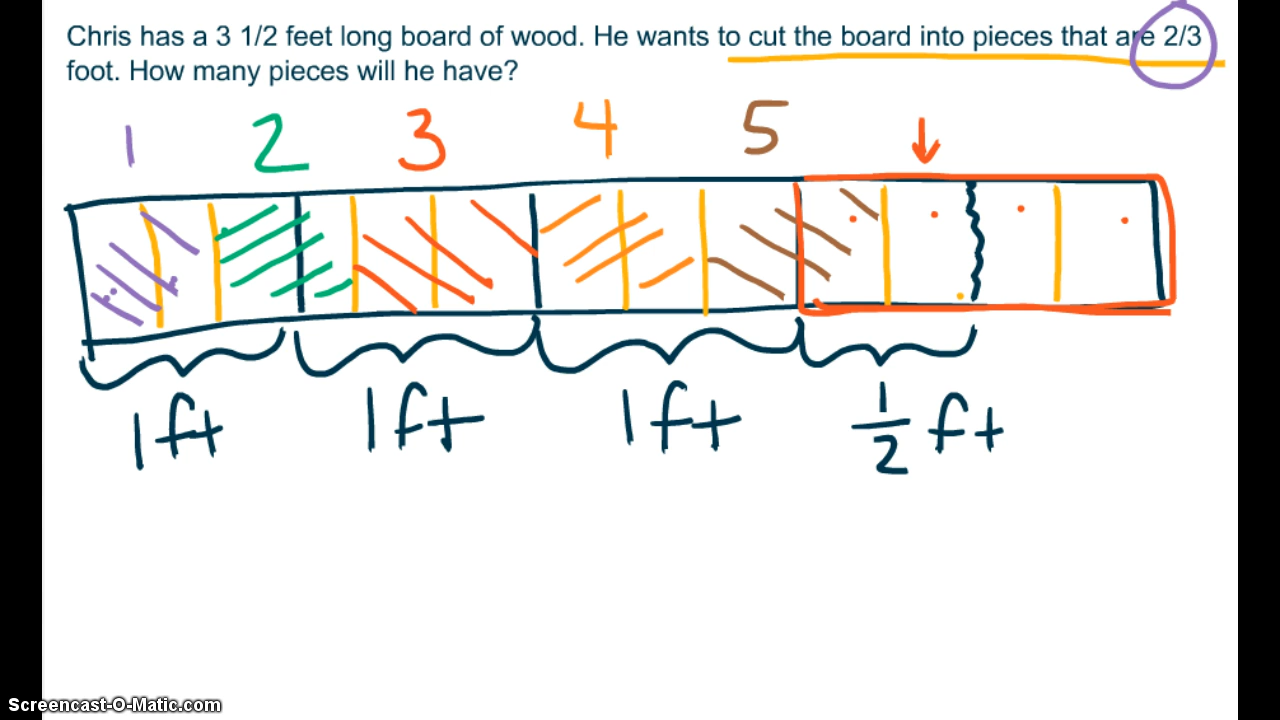 Chris has a 3 1/2 feet long board of wood. He wants to cut the board into pieces that are 2/3
foot. How many pieces will he have?
1 2 3 4 5
1ft 1ft 1ft 1/2 ft
Screencast-O-Matic.com